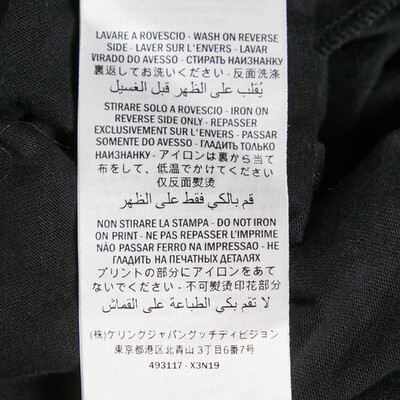 LAVARE A ROVESCIO - WASH ON REVERSE
SIDE - LAVER SUR L'ENVERS - LAVAR
VIRADO DO AVESSO - СТИРАТЬ НАИЗНАНКУ
裏返してお洗いください - 反面洗涤
يُقلب على الظهر قبل الغسيل
STIRARE SOLO A ROVESCIO - IRON ON
REVERSE SIDE ONLY - REPASSER
EXCLUSIVEMENT SUR L'ENVERS - PASSAR
SOMENTE DO AVESSO - ГЛАДИТЬ ТОЛЬКО
НАИЗНАНКУ - アイロンは裏から当て
布をして、低温でかけてください
仅反面熨烫
قم بالكي فقط على الظهر
NON STIRARE LA STAMPA - DO NOT IRON
ON PRINT - NE PAS REPASSER L'IMPRIME
NÃO PASSAR FERRO NA IMPRESSAO - НЕ
ГЛАДИТЬ НА ПЕЧАТНЫХ ДЕТАЛЯХ
プリントの部分にアイロンをあて
ないでください - 不可熨烫印花部分
لا تقم بكي الطباعة على القماش
(株)ケリングジャパングッチディビジョン
東京都港区北青山 3丁目6番7号
493117 - X3N19